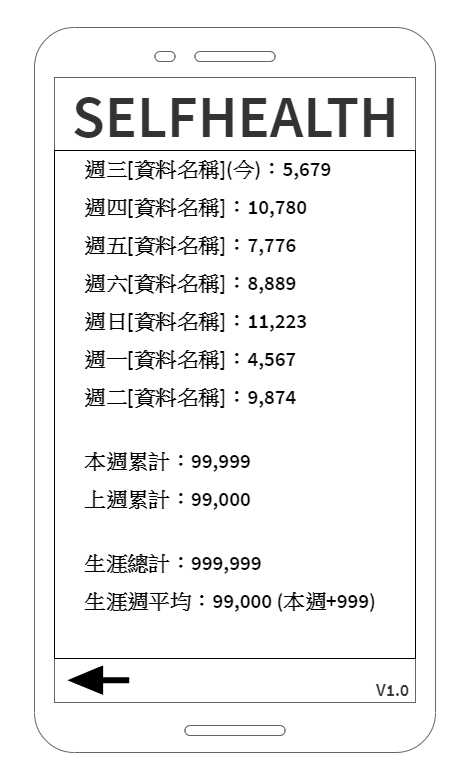 SELFHEALTH
週三[資料名稱](今)：5,679
週四[資料名稱]：10,780
週五[資料名稱]：7,776
週六[資料名稱]：8,889
週日[資料名稱]：11,223
週一[資料名稱]：4,567
週二[資料名稱]：9,874
本週累計：99,999
上週累計：99,000
生涯總計：999,999
生涯週平均：99,000 (本週+999)
V1.0